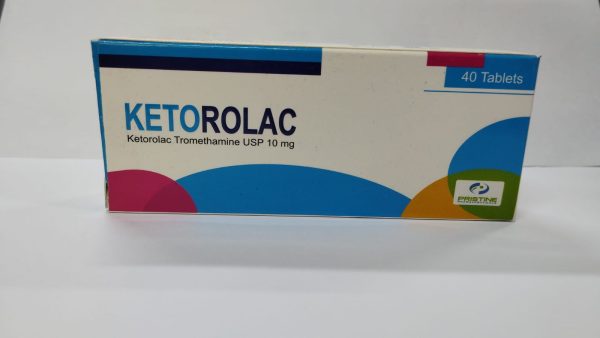 40 Tablets
KETOROLAC
Ketorolac Tromethamine USP 10 mg
PRISTINE